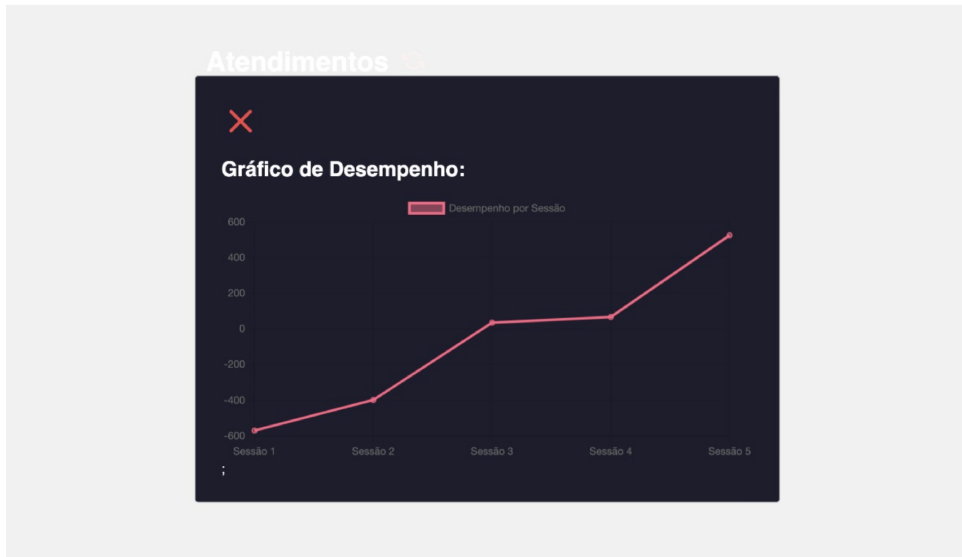 Atendimentos
Gráfico de Desempenho:
Desempenho por Sessão
600
400
200
0
-200
-400
-600
Sessão 1 Sessão 2 Sessão 3 Sessão 4 Sessão 5
;